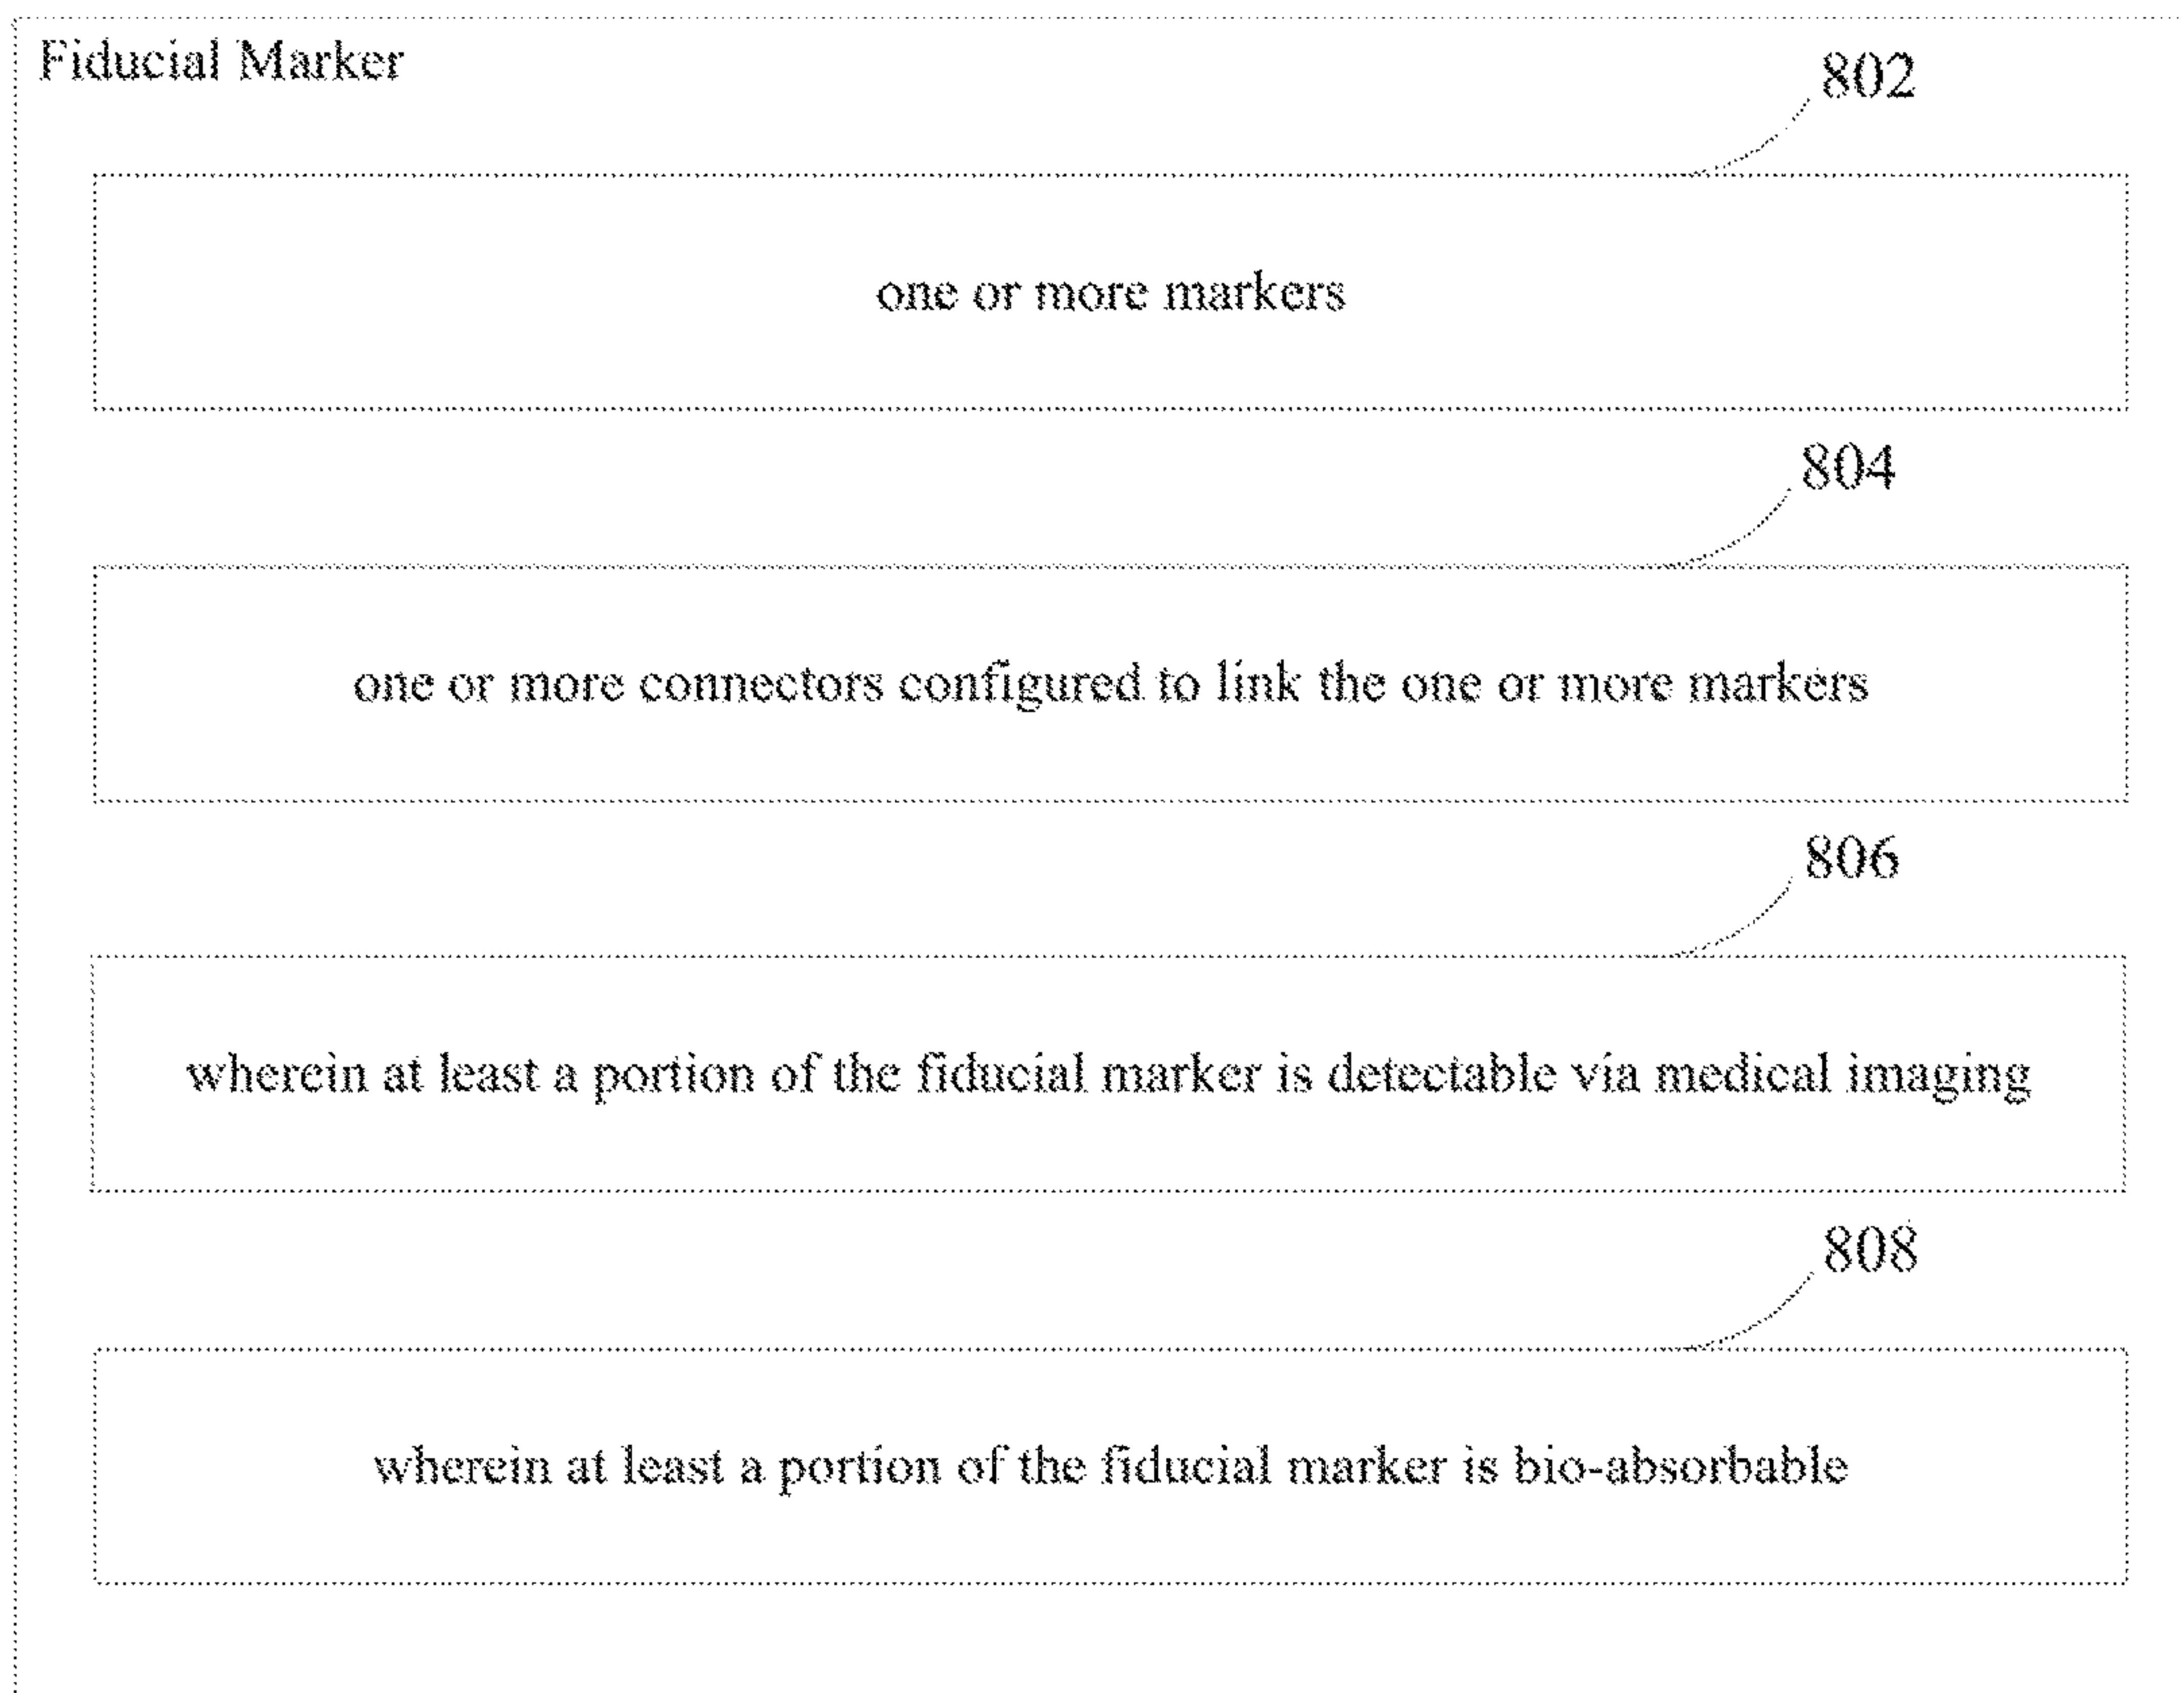 Fiducial Marker
802
one or more markers
804
one or more connectors configured to link the one or more markers
806
wherein at least a portion of the fiducial marker is detectable via medical imaging
808
wherein at least a portion of the fiducial marker is bio-absorbable